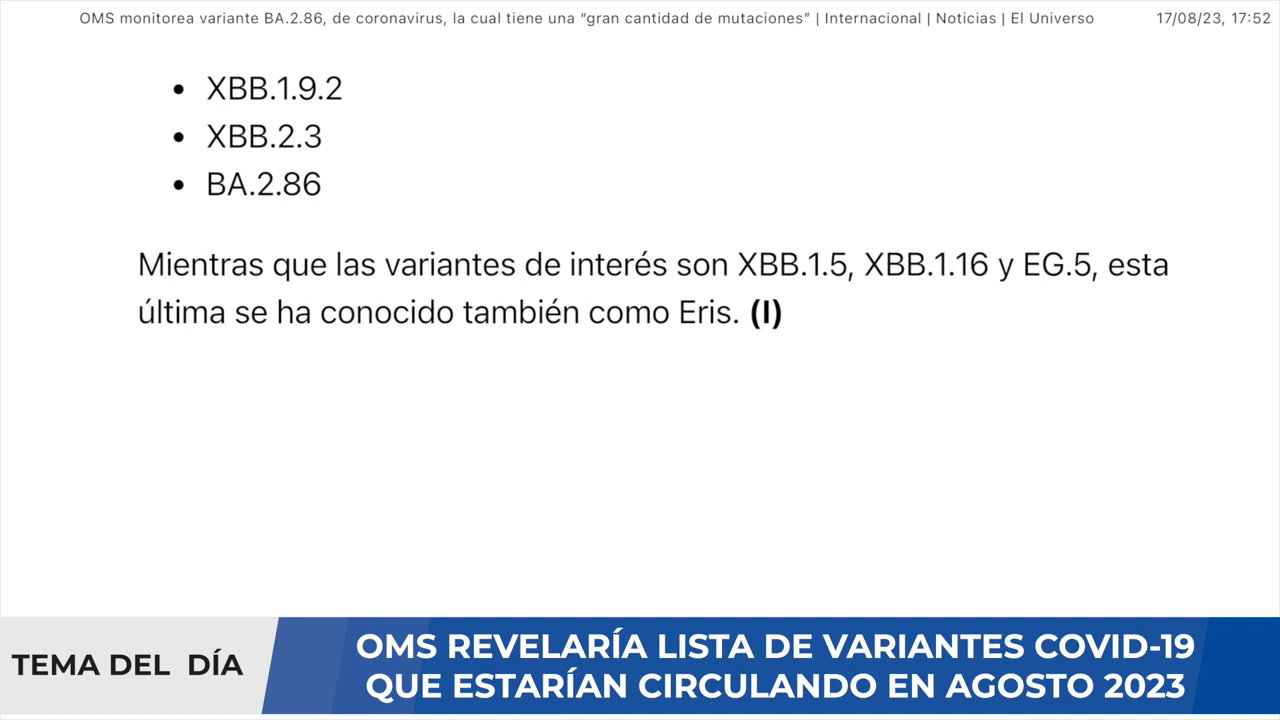 OMS monitorea variante BA.2.86, de coronavirus, la cual tiene una “gran cantidad de mutaciones” | Internacional | Noticias | El Universo 17/08/23, 17:52
• XBB.1.9.2
• XBB.2.3
• BA.2.86
Mientras que las variantes de interés son XBB.1.5, XBB.1.16 y EG.5, esta
última se ha conocido también como Eris. (I)
TEMA DEL DÍA
OMS REVELARÍA LISTA DE VARIANTES COVID-19
QUE ESTARÍAN CIRCULANDO EN AGOSTO 2023